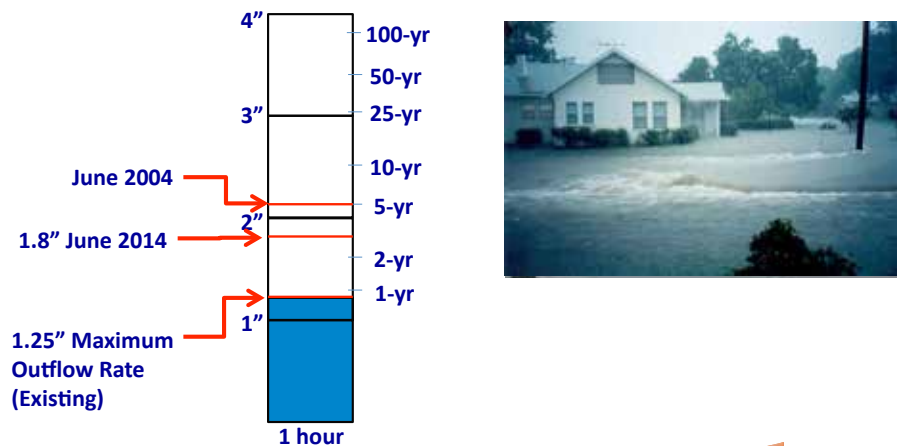 4”
100-yr
50-yr
25-yr
3”
10-yr
June 2004
5-yr
2”
1.8” June 2014
2-yr
1-yr
1”
1.25” Maximum
Outflow Rate
(Existing)
1 hour